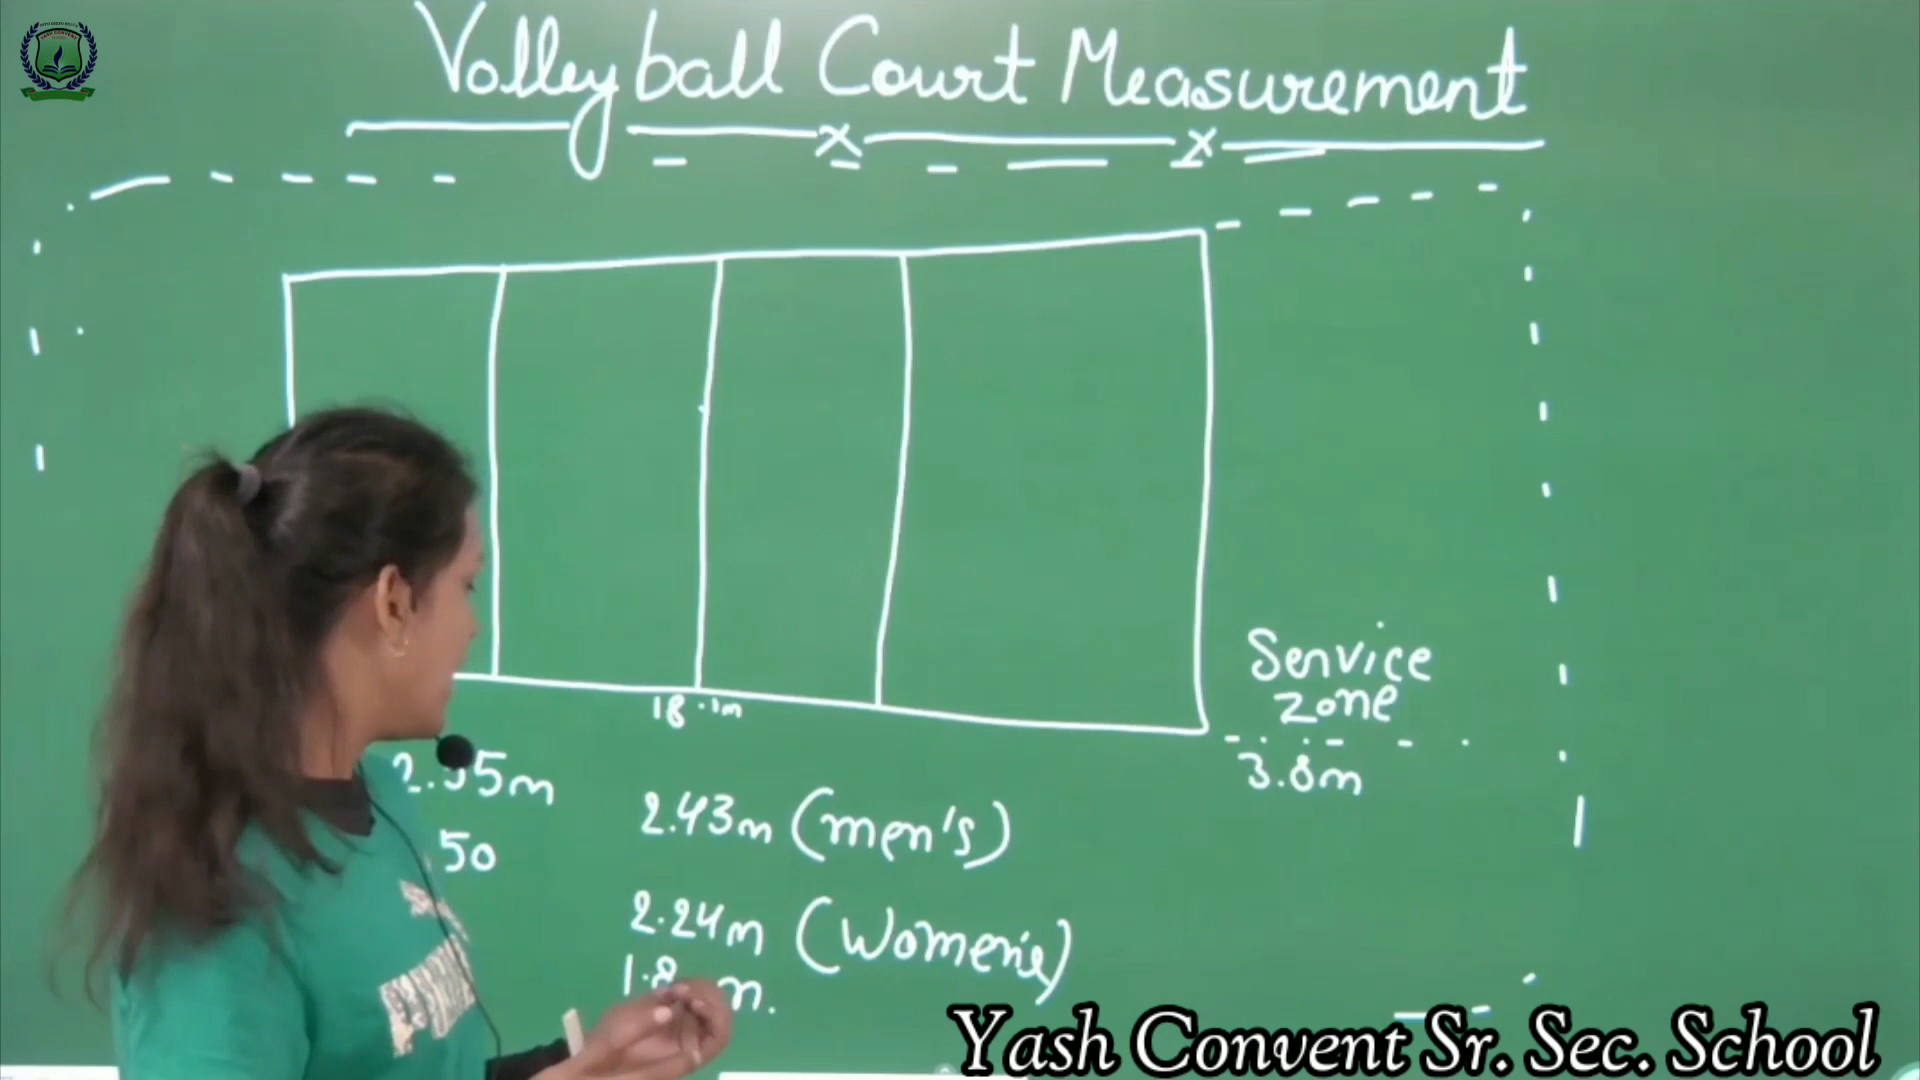 Volleyball Court Measurement
Service
zone
18
3.8m
2.43m (men's)
50
2.24m (Women's)
Yash Convent Sr. Sec. School